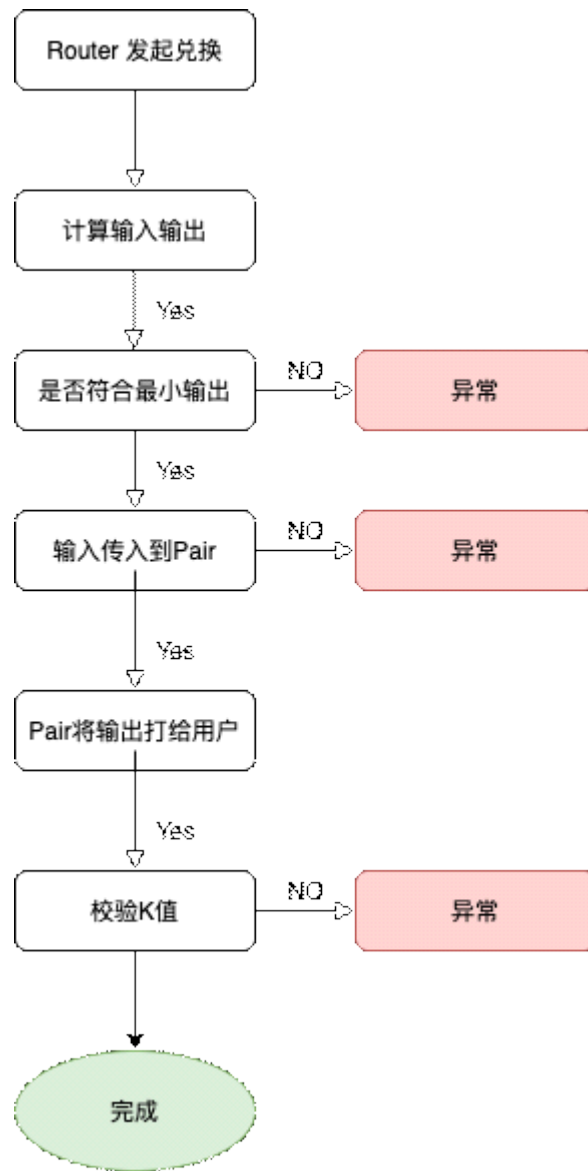 Router 发起兑换
计算输入输出
Yes
是否符合最小输出
NO
异常
Yes
输入传入到Pair
NO
异常
Yes
Pair将输出打给用户
Yes
校验K值
NO
异常
完成